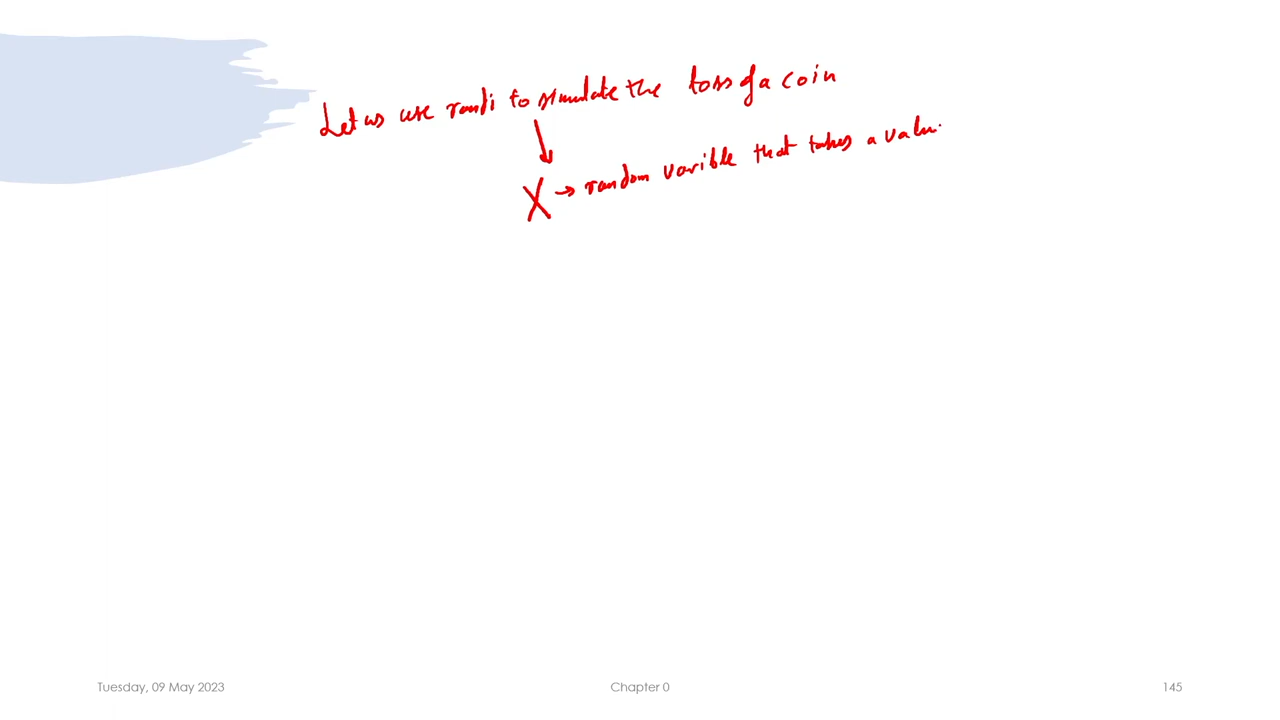 Let us use randi to simulate the toss of a coin
X → random varible that takes a value
Tuesday, 09 May 2023
Chapter 0
145